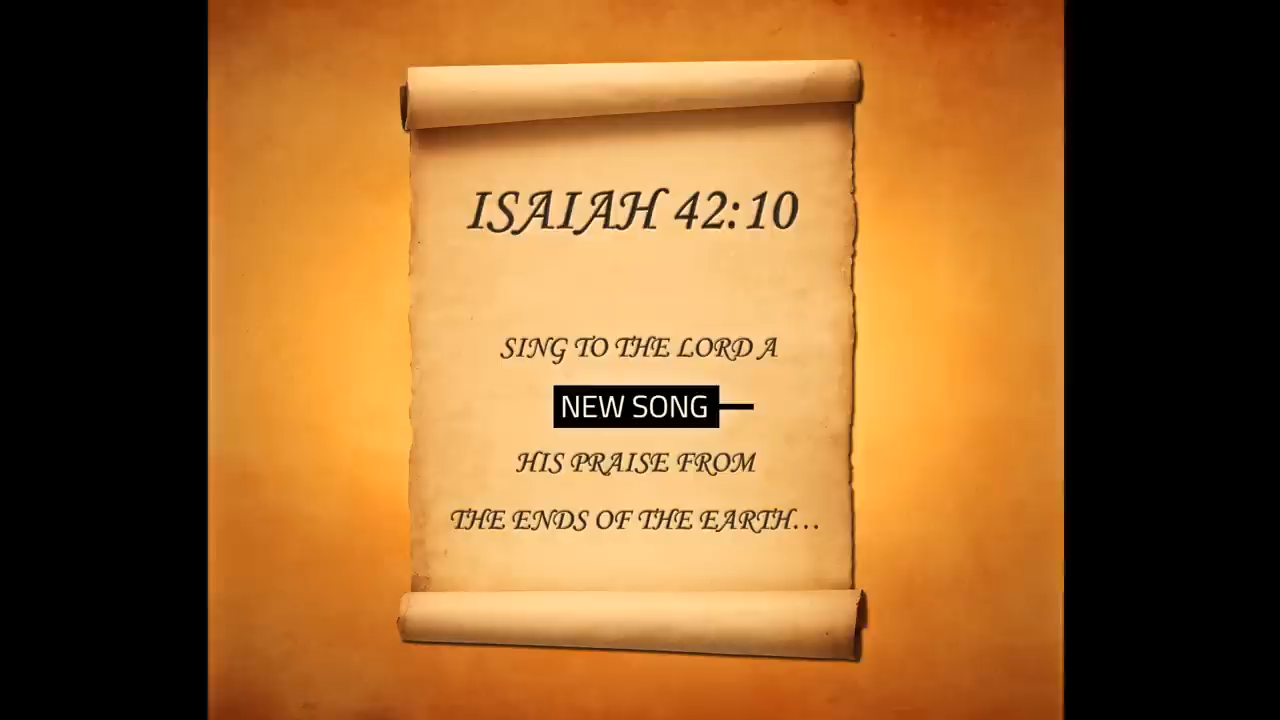 ISAIAH 42:10
SING TO THE LORD A
NEW SONG
HIS PRAISE FROM
THE ENDS OF THE EARTH...